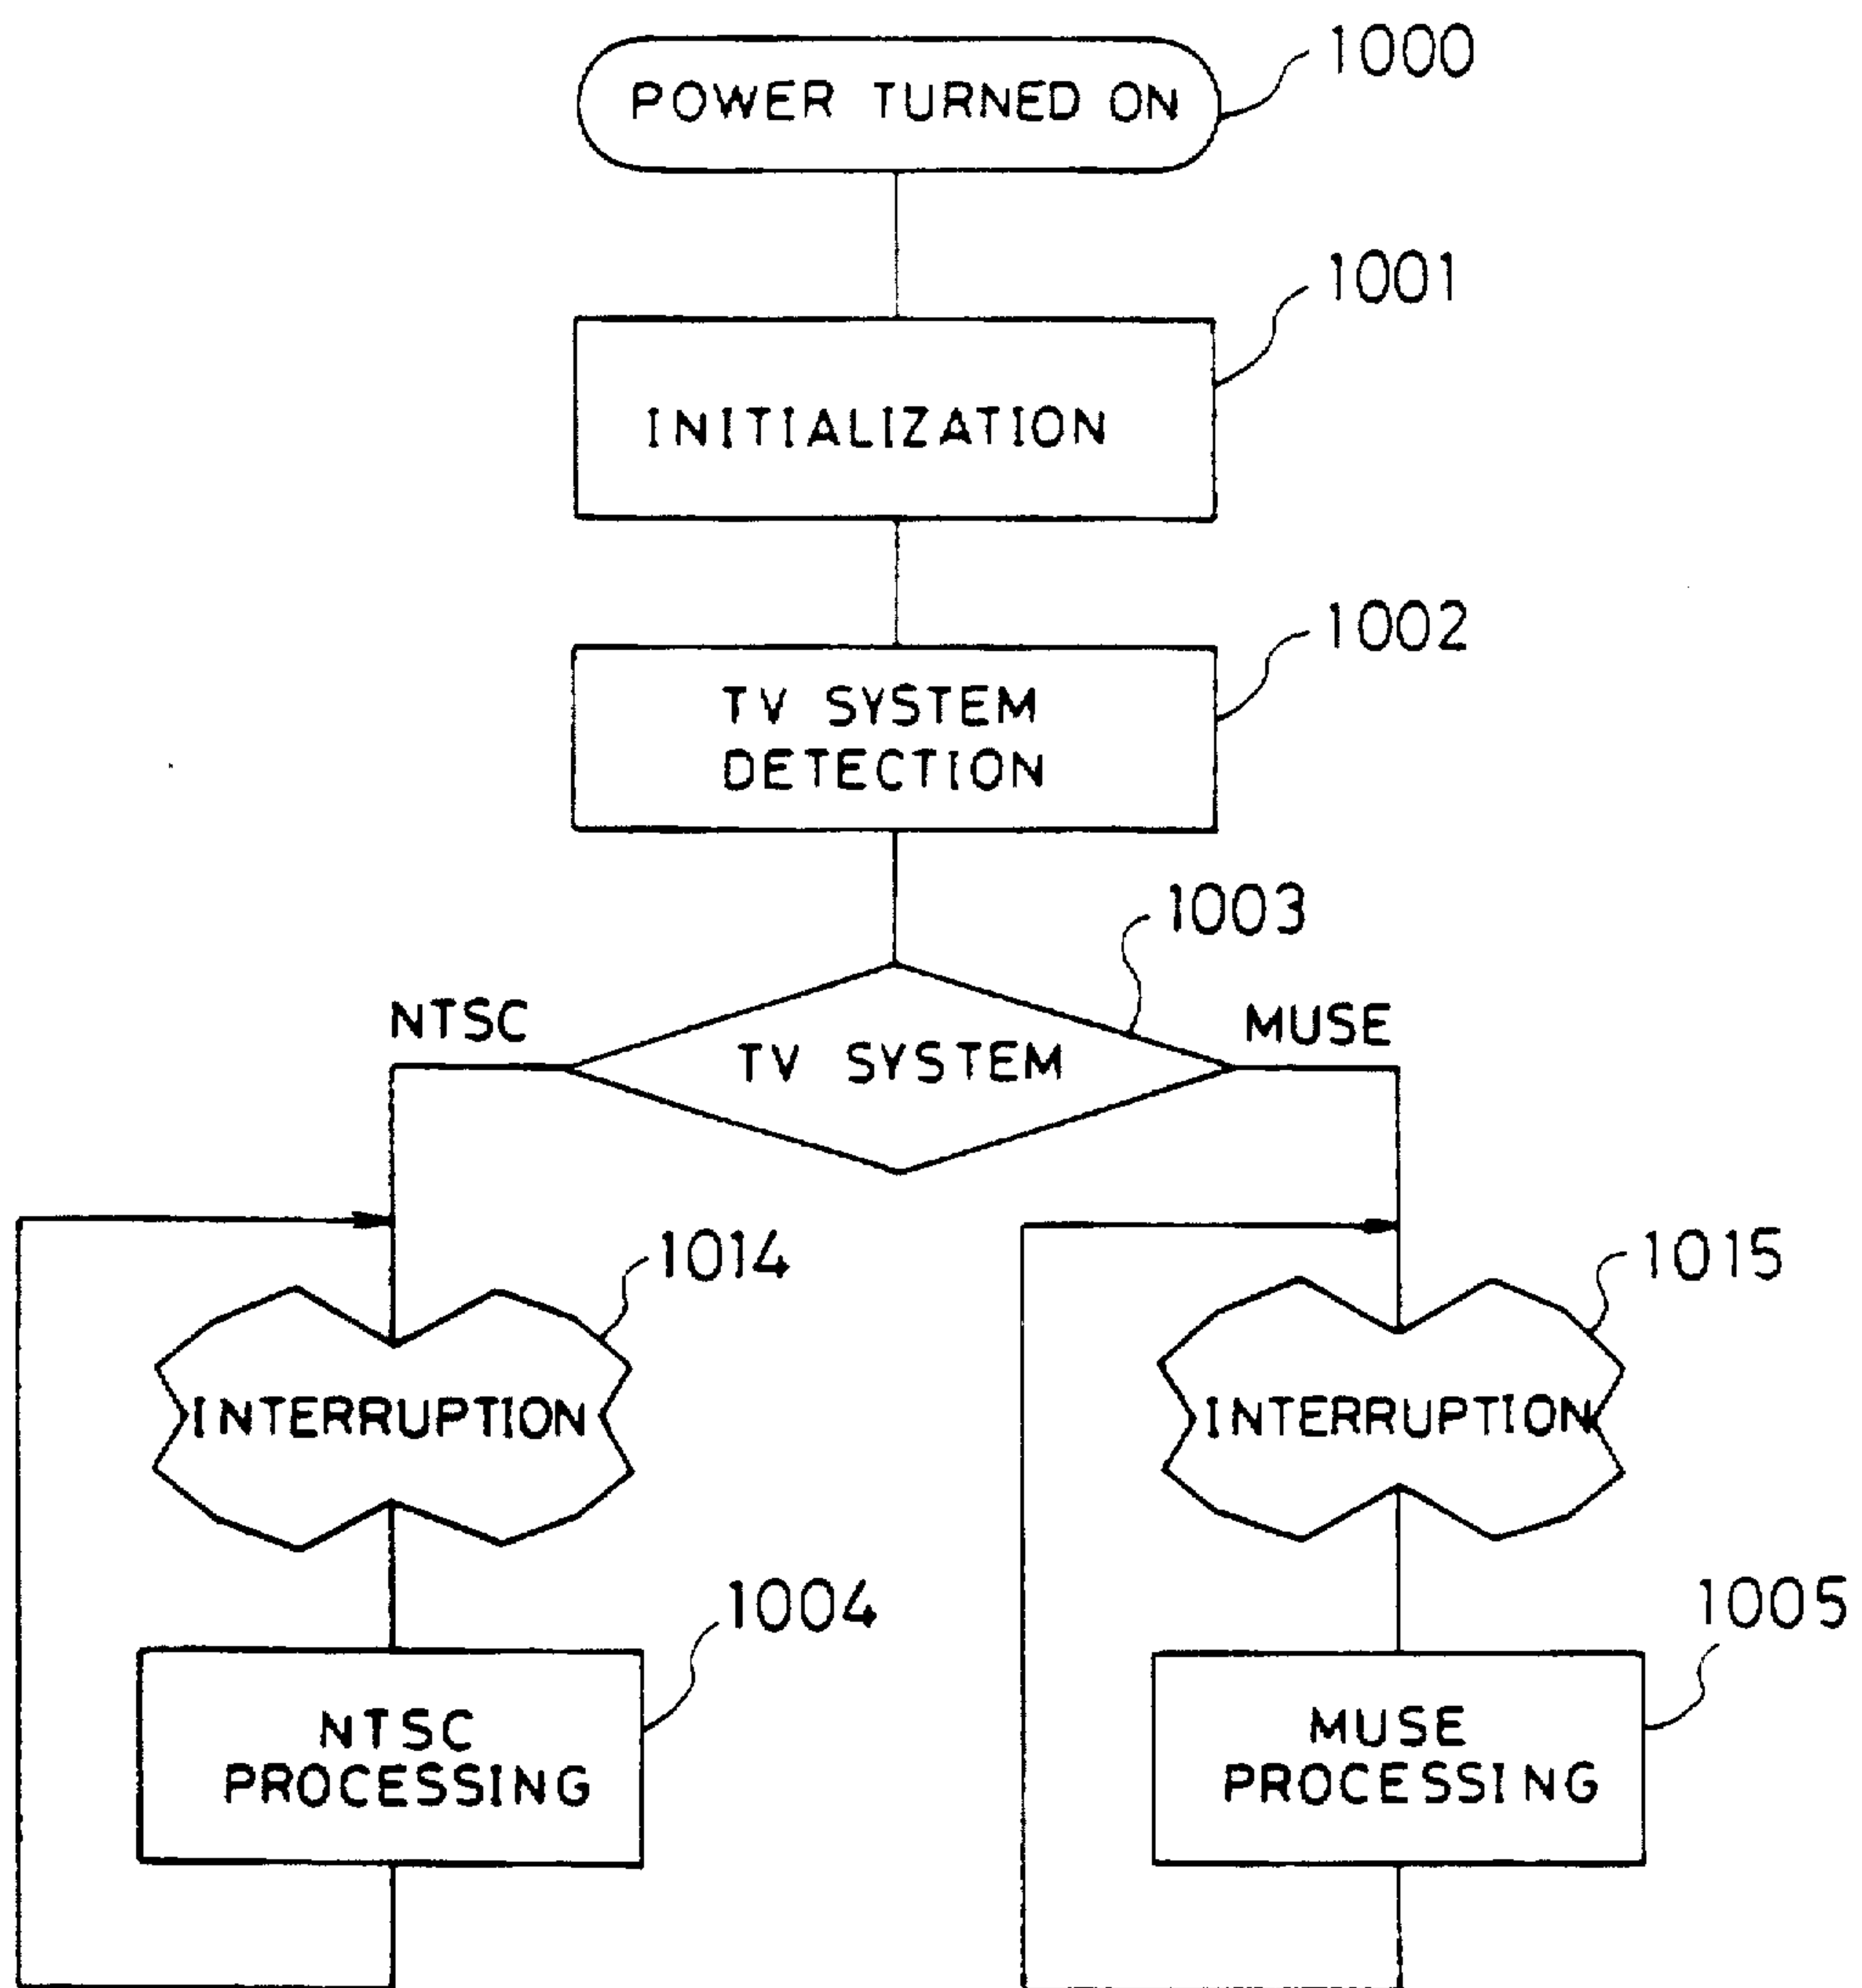 1000
POWER TURNED ON
1001
INITIALIZATION
1002
TV SYSTEM
DETECTION
1003
NTSC
MUSE
TV SYSTEM
1014
1015
INTERRUPTION
INTERRUPTION
1004
1005
NTSC
PROCESSING
MUSE
PROCESSING